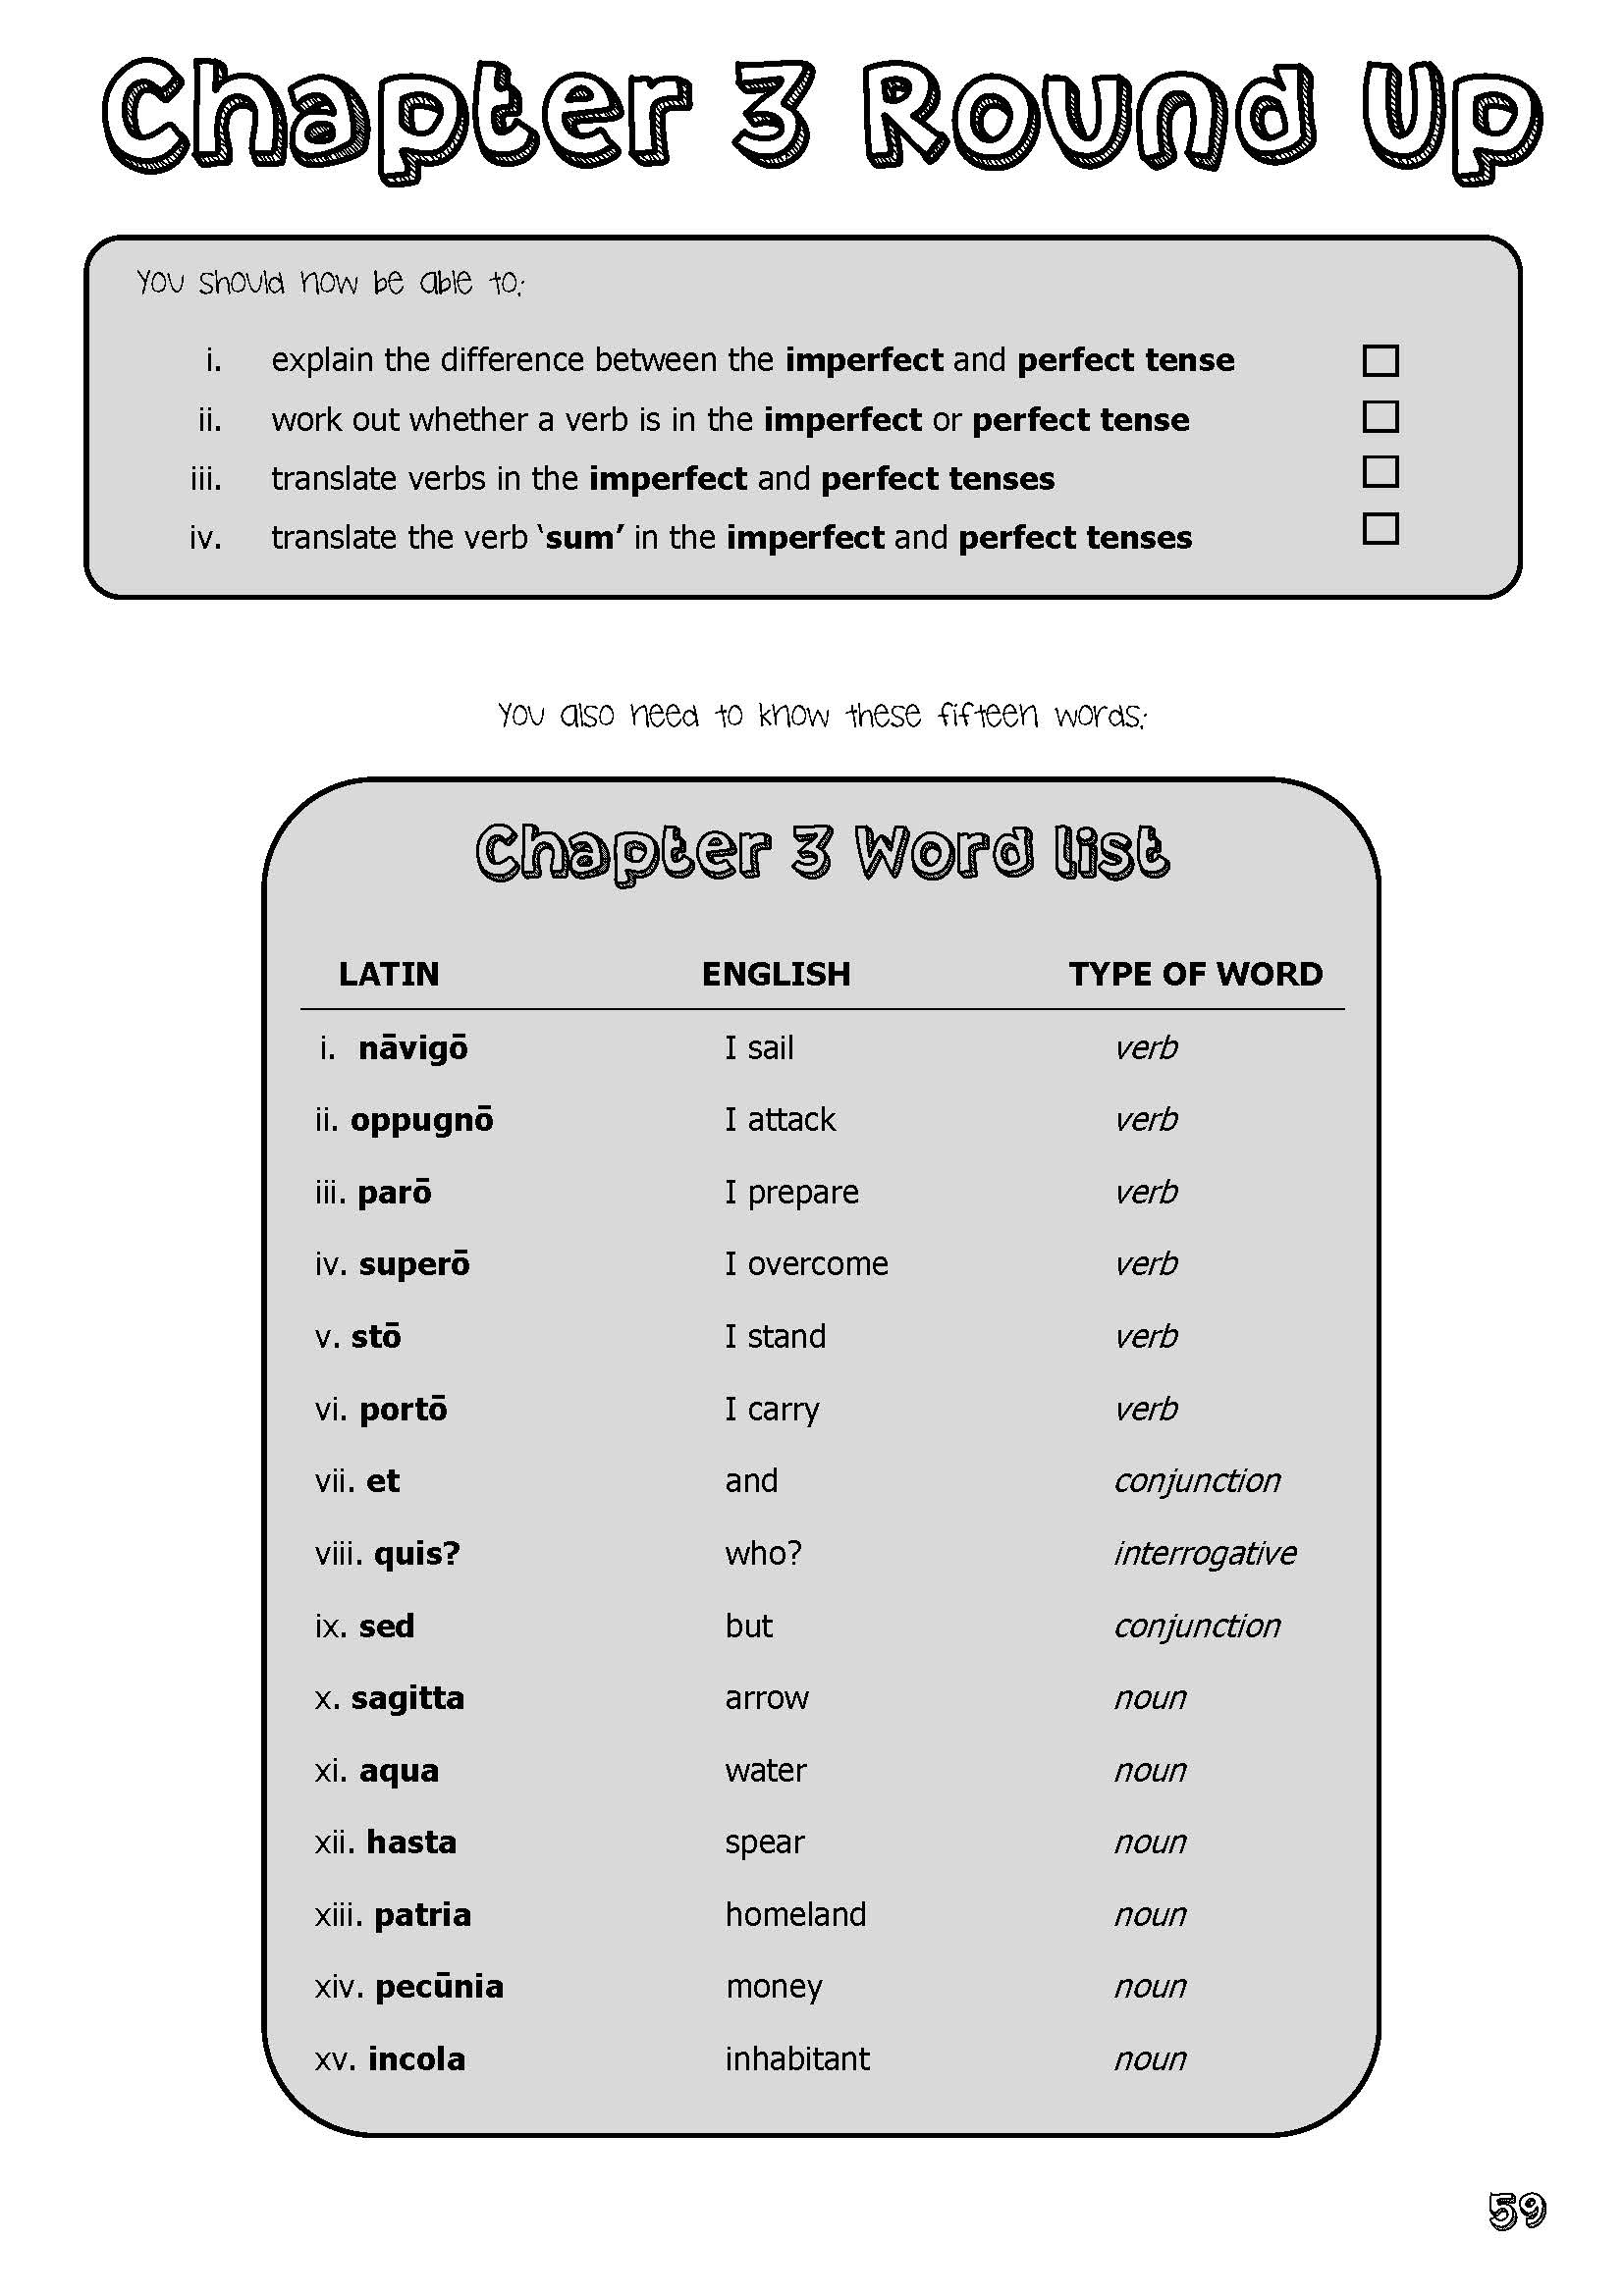 Chapter 3 Round Up
You should now be able to:
i. explain the difference between the imperfect and perfect tense
ii. work out whether a verb is in the imperfect or perfect tense
iii. translate verbs in the imperfect and perfect tenses
iv. translate the verb ‘sum’ in the imperfect and perfect tenses
You also need to know these fifteen words:
Chapter 3 Word list
LATIN ENGLISH TYPE OF WORD
i. nāvigō I sail verb
ii. oppugnō I attack verb
iii. parō I prepare verb
iv. superō I overcome verb
v. stō I stand verb
vi. portō I carry verb
vii. et and conjunction
viii. quis? who? interrogative
ix. sed but conjunction
x. sagitta arrow noun
xi. aqua water noun
xii. hasta spear noun
xiii. patria homeland noun
xiv. pecūnia money noun
xv. incola inhabitant noun
59